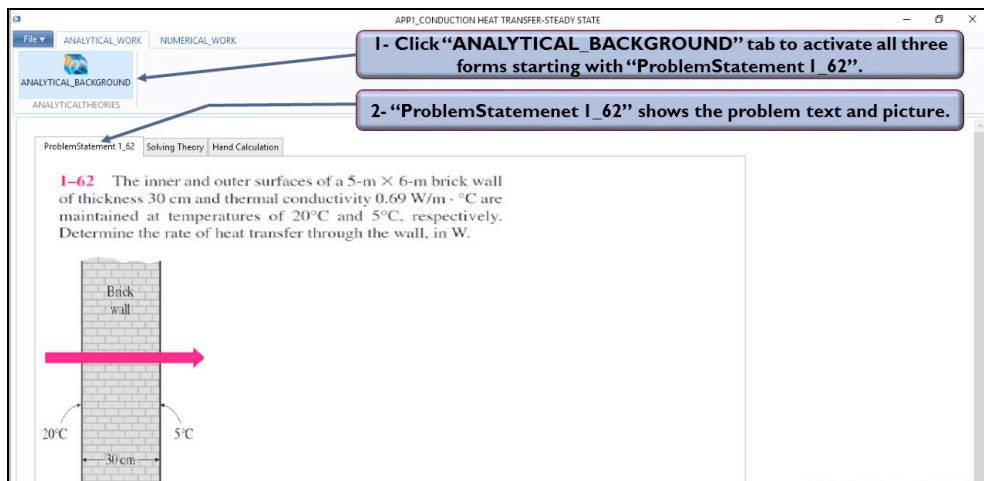 APP1_CONDUCTION HEAT TRANSFER-STEADY STATE
File ANALYTICAL_WORK NUMERICAL_WORK
1- Click “ANALYTICAL_BACKGROUND” tab to activate all three
forms starting with “ProblemStatement 1_62”.
ANALYTICAL_BACKGROUND
ANALYTICALTHEORIES
2- “ProblemStatemenet 1_62” shows the problem text and picture.
ProblemStatement 1_62 Solving Theory Hand Calculation
1–62 The inner and outer surfaces of a 5-m × 6-m brick wall
of thickness 30 cm and thermal conductivity 0.69 W/m · °C are
maintained at temperatures of 20°C and 5°C, respectively.
Determine the rate of heat transfer through the wall, in W.
Brick
wall
20°C 5°C
30 cm